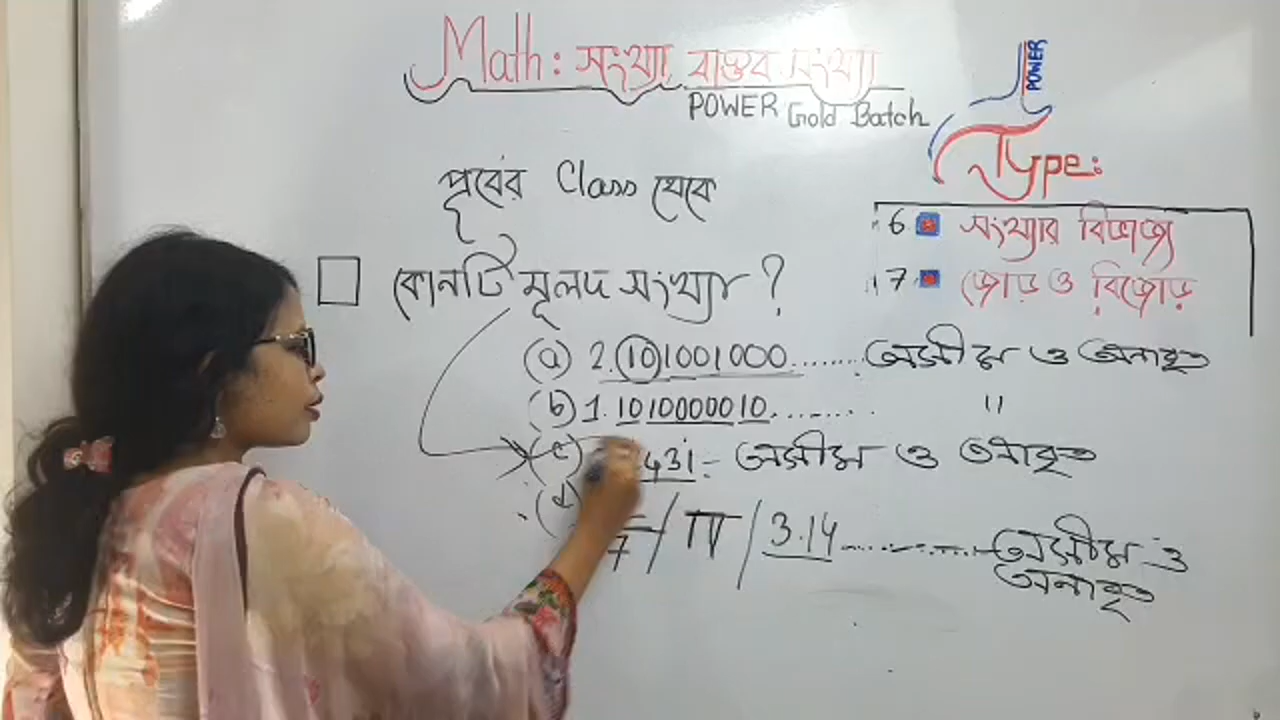 Math: সংখ্যা, বাস্তব সংখ্যা
POWER Gold Batch
POWER
Type:
6. সংখ্যার বিভাজ্য
7. জোড় ও বিজোড়
পূর্বের Class থেকে
কোনটি মূলদ সংখ্যা?
(a) 2.101001000....... অসীম ও অনাবৃত
(b) 1.1010000010....... "
(c) 431 = অসীম ও আবৃত
(d) 7 / π / 3.14............ অসীম ও
অনাবৃত